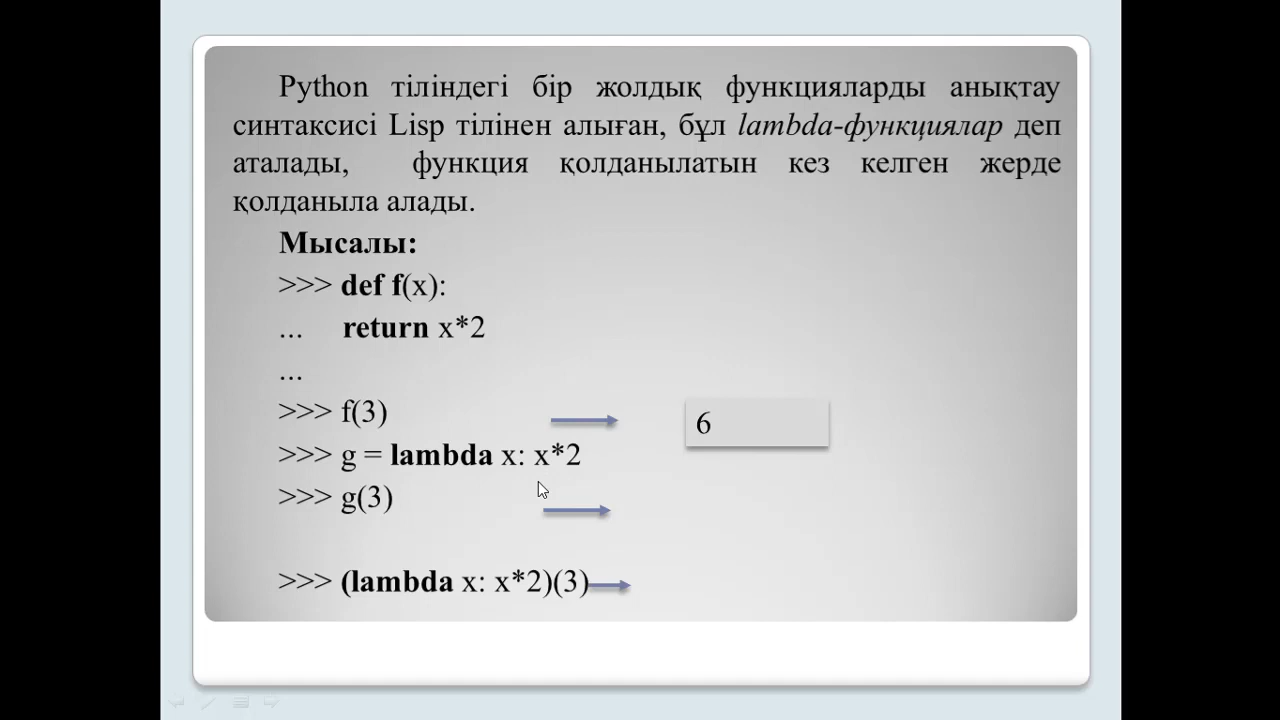 Python тіліндегі бір жолдық функцияларды анықтау
синтаксисі Lisp тілінен алыған, бұл lambda-функциялар деп
аталады, функция қолданылатын кез келген жерде
қолданыла алады.
Мысалы:
>>> def f(x):
... return x*2
...
>>> f(3)
6
>>> g = lambda x: x*2
>>> g(3)
>>> (lambda x: x*2)(3)